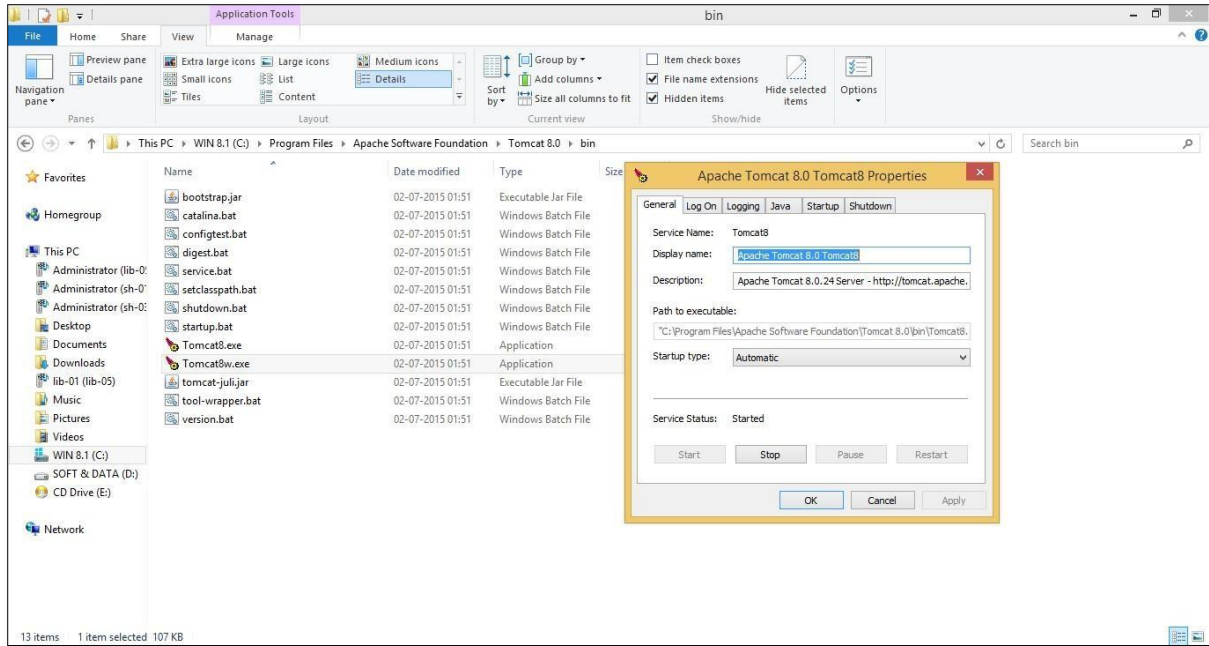 Application Tools
bin
File Home Share View Manage
Navigation pane
Preview pane
Details pane
Panes
Extra large icons Large icons Medium icons
Small icons List Details
Tiles Content
Layout
Sort by
Group by
Add columns
Size all columns to fit
Current view
Item check boxes
File name extensions
Hidden items
Hide selected items
Show/hide
Options
This PC WIN 8.1 (C:) Program Files Apache Software Foundation Tomcat 8.0 bin
Search bin
Favorites
Homegroup
This PC
Administrator (lib-0
Administrator (sh-0
Administrator (sh-0
Desktop
Documents
Downloads
lib-01 (lib-05)
Music
Pictures
Videos
WIN 8.1 (C:)
SOFT & DATA (D:)
CD Drive (E:)
Network
Name Date modified Type Size
bootstrap.jar 02-07-2015 01:51 Executable Jar File
catalina.bat 02-07-2015 01:51 Windows Batch File
configtest.bat 02-07-2015 01:51 Windows Batch File
digest.bat 02-07-2015 01:51 Windows Batch File
service.bat 02-07-2015 01:51 Windows Batch File
setclasspath.bat 02-07-2015 01:51 Windows Batch File
shutdown.bat 02-07-2015 01:51 Windows Batch File
startup.bat 02-07-2015 01:51 Windows Batch File
Tomcat8.exe 02-07-2015 01:51 Application
Tomcat8w.exe 02-07-2015 01:51 Application
tomcat-juli.jar 02-07-2015 01:51 Executable Jar File
tool-wrapper.bat 02-07-2015 01:51 Windows Batch File
version.bat 02-07-2015 01:51 Windows Batch File
Apache Tomcat 8.0 Tomcat8 Properties
General Log On Logging Java Startup Shutdown
Service Name: Tomcat8
Display name: Apache Tomcat 8.0 Tomcat8
Description: Apache Tomcat 8.0.24 Server - http://tomcat.apache.
Path to executable:
"C:\Program Files\Apache Software Foundation\Tomcat 8.0\bin\Tomcat8.
Startup type: Automatic
Service Status: Started
Start Stop Pause Restart
OK Cancel Apply
13 items 1 item selected 107 KB